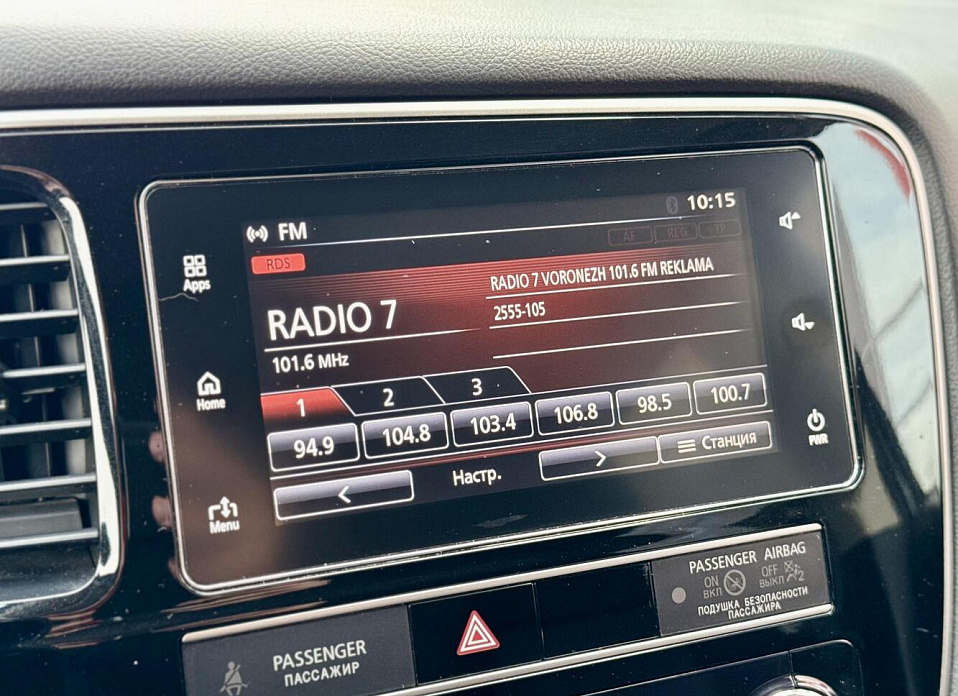 FM
10:15
AF REG TP
RDS
Apps
RADIO 7
RADIO 7 VORONEZH 101.6 FM REKLAMA
2555-105
101.6 MHz
Home
1 2 3
94.9 104.8 103.4 106.8 98.5 100.7
< Настр. > Станция
PWR
Menu
PASSENGER
ПАССАЖИР
PASSENGER AIRBAG
ON OFF
ВКЛ ВЫКЛ
ПОДУШКА БЕЗОПАСНОСТИ
ПАССАЖИРА